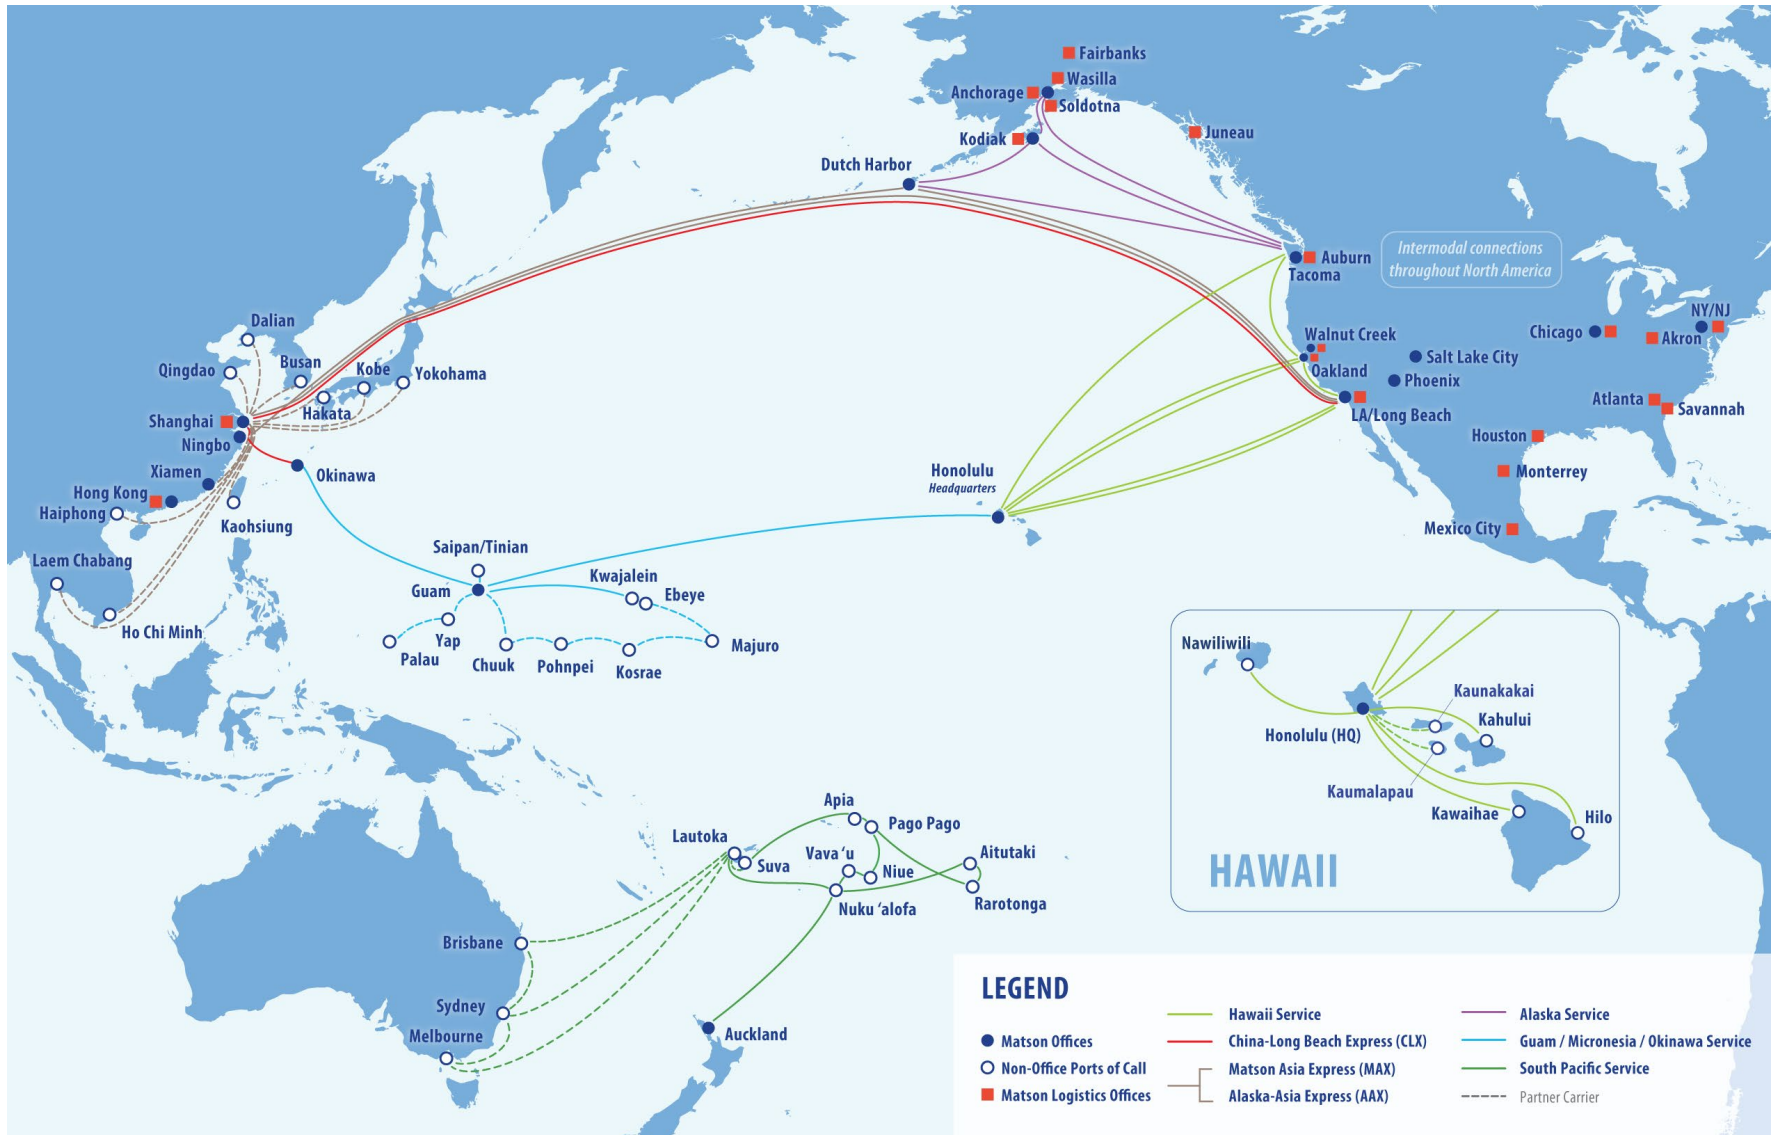 Fairbanks
Wasilla
Anchorage
Soldotna
Kodiak
Juneau
Dutch Harbor
Intermodal connections
throughout North America
Auburn
Tacoma
NY/NJ
Dalian
Chicago
Akron
Walnut Creek
Salt Lake City
Busan
Qingdao
Kobe
Yokohama
Oakland
Phoenix
Atlanta
Savannah
Hakata
LA/Long Beach
Shanghai
Ningbo
Houston
Xiamen
Okinawa
Honolulu
Headquarters
Monterrey
Hong Kong
Haiphong
Kaohsiung
Mexico City
Saipan/Tinian
Laem Chabang
Kwajalein
Guam
Ebeye
Ho Chi Minh
Yap
Majuro
Palau
Chuuk
Pohnpei
Kosrae
Nawiliwili
Kaunakakai
Kahului
Honolulu (HQ)
Kaumalapau
Kawaihae
Hilo
HAWAII
Apia
Pago Pago
Lautoka
Vava ‘u
Aitutaki
Suva
Niue
Rarotonga
Nuku ‘alofa
Brisbane
Sydney
Melbourne
Auckland
LEGEND
Matson Offices
Non-Office Ports of Call
Matson Logistics Offices
Hawaii Service
China-Long Beach Express (CLX)
Matson Asia Express (MAX)
Alaska-Asia Express (AAX)
Alaska Service
Guam / Micronesia / Okinawa Service
South Pacific Service
Partner Carrier